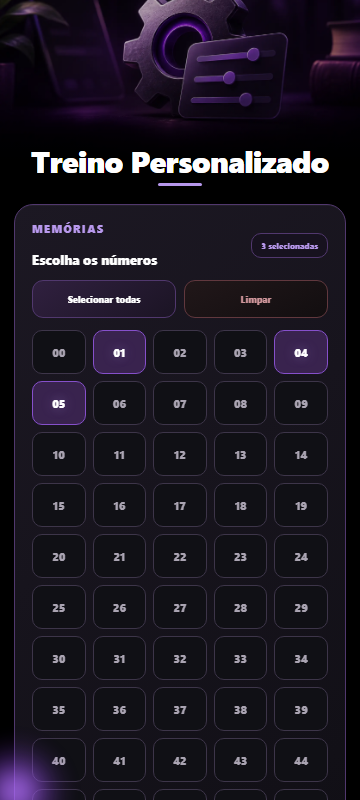 Treino Personalizado
MEMÓRIAS
3 selecionadas
Escolha os números
Selecionar todas Limpar
00 01 02 03 04
05 06 07 08 09
10 11 12 13 14
15 16 17 18 19
20 21 22 23 24
25 26 27 28 29
30 31 32 33 34
35 36 37 38 39
40 41 42 43 44